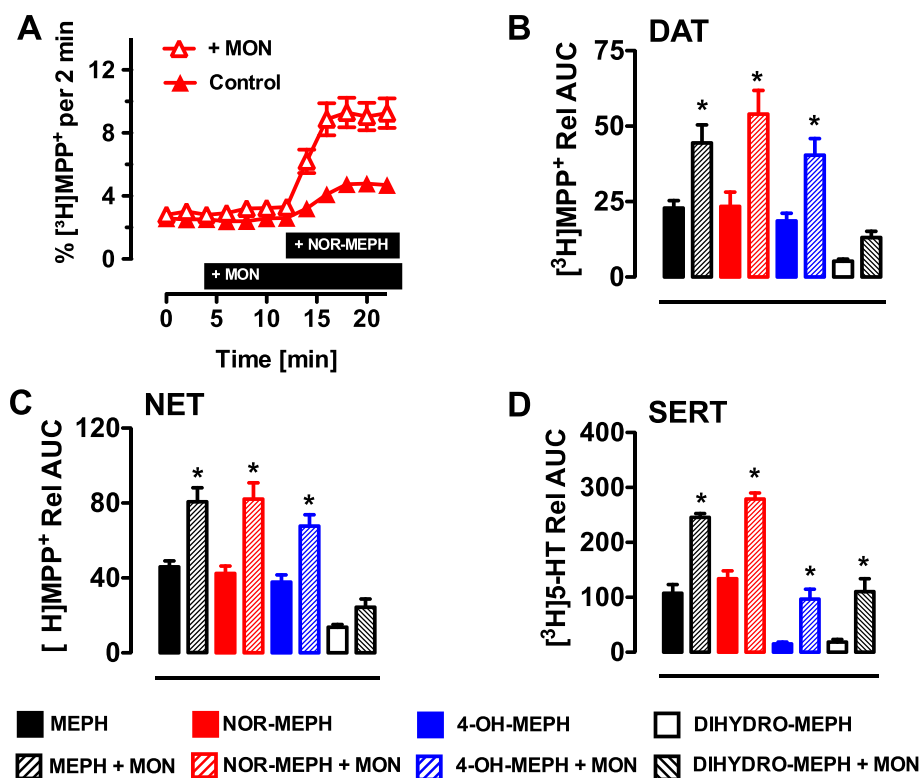 A
+ MON
Control
% [³H]MPP⁺ per 2 min
12
8
4
0
+ NOR-MEPH
+ MON
0 5 10 15 20
Time [min]
B DAT
[³H]MPP⁺ Rel AUC
75
50
25
0
* * *
C NET
[ H]MPP⁺ Rel AUC
120
80
40
0
* * *
D SERT
[³H]5-HT Rel AUC
400
300
200
100
0
* * * *
MEPH NOR-MEPH 4-OH-MEPH DIHYDRO-MEPH
MEPH + MON NOR-MEPH + MON 4-OH-MEPH + MON DIHYDRO-MEPH + MON